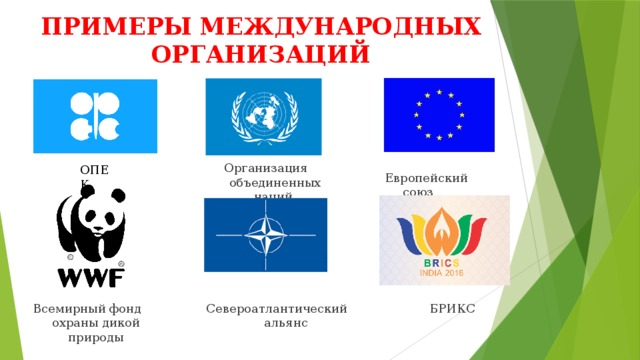 ПРИМЕРЫ МЕЖДУНАРОДНЫХ
ОРГАНИЗАЦИЙ
ОПЕ
К
Организация
объединенных
наций
Европейский
союз
WWF
BRICS
INDIA 2016
Всемирный фонд
охраны дикой
природы
Североатлантический
альянс
БРИКС